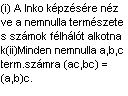 (i) A lnko képzésére néz
ve a nemnulla természete
s számok félhálót alkotna
k(ii)Minden nemnulla a,b,c
term.számra (ac,bc) =
(a,b)c.